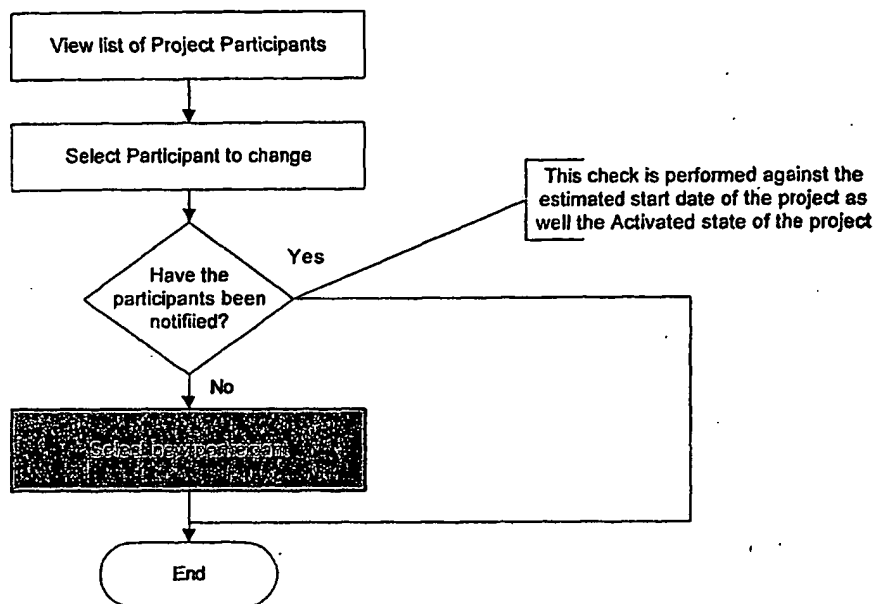 View list of Project Participants
Select Participant to change
This check is performed against the
estimated start date of the project as
well the Activated state of the project
Yes
Have the
participants been
notifiied?
No
End